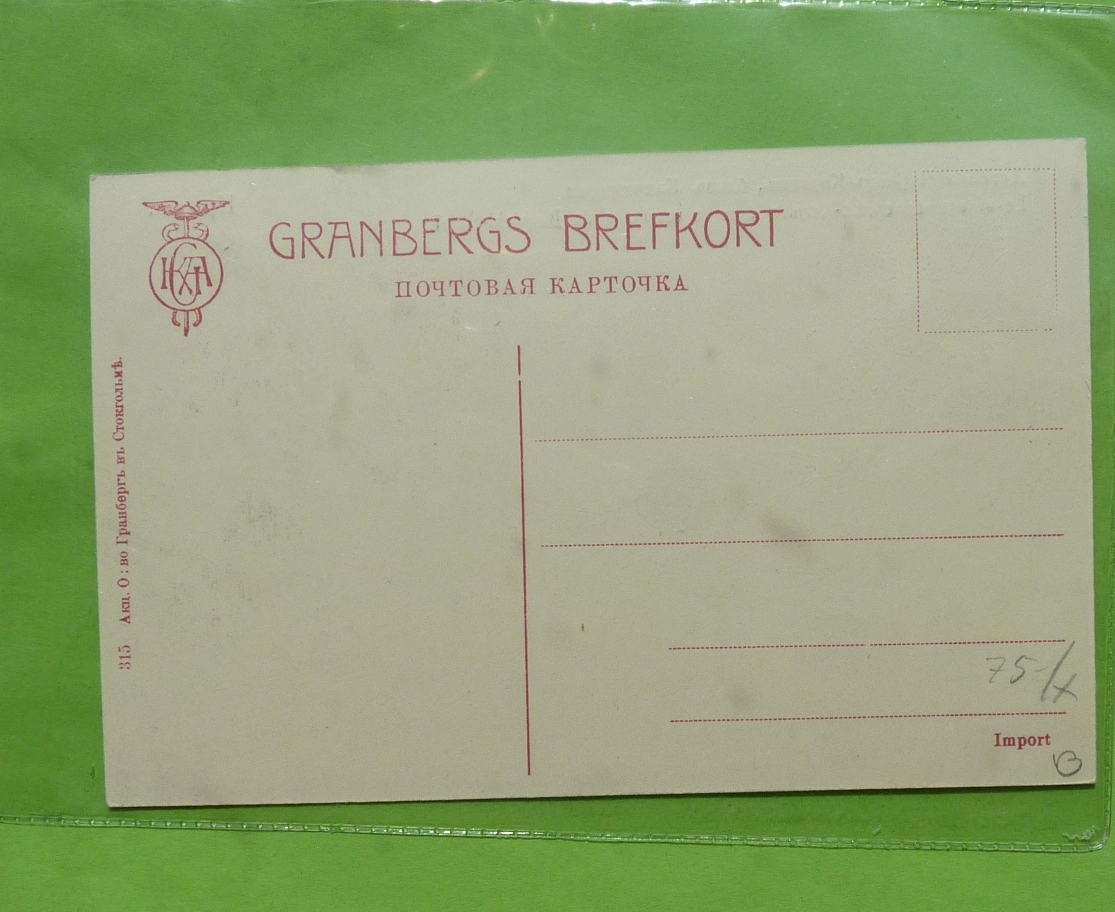 GRANBERGS BREFKORT
ПОЧТОВАЯ КАРТОЧКА
315 Акц. О: во Гранбергъ въ Стокгольмѣ.
75-/
Import